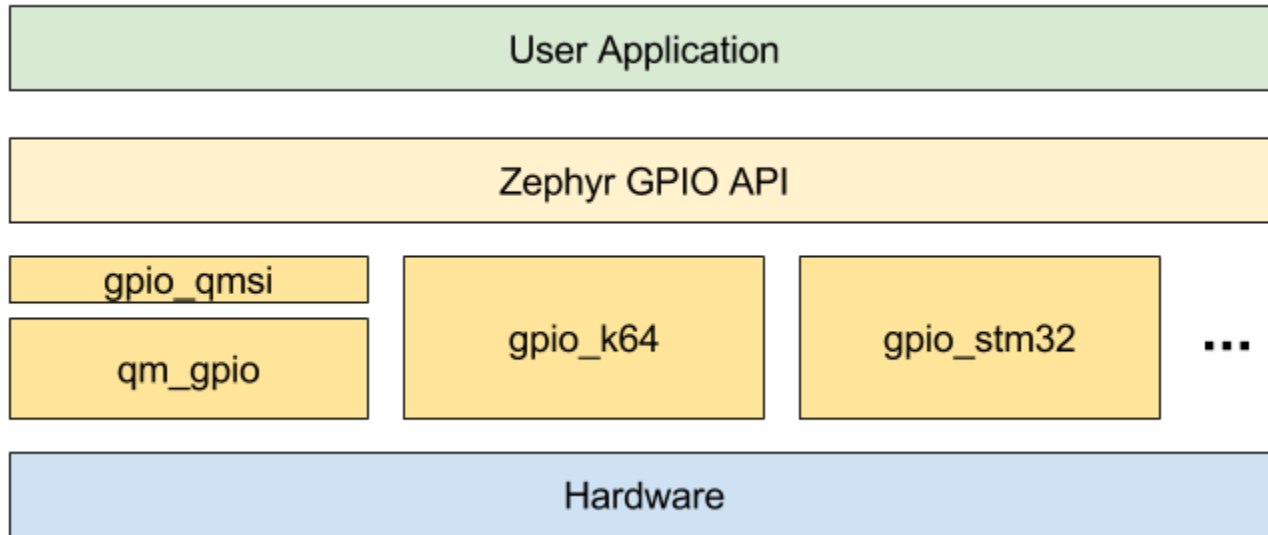 User Application
Zephyr GPIO API
gpio_qmsi
qm_gpio
gpio_k64
gpio_stm32
...
Hardware